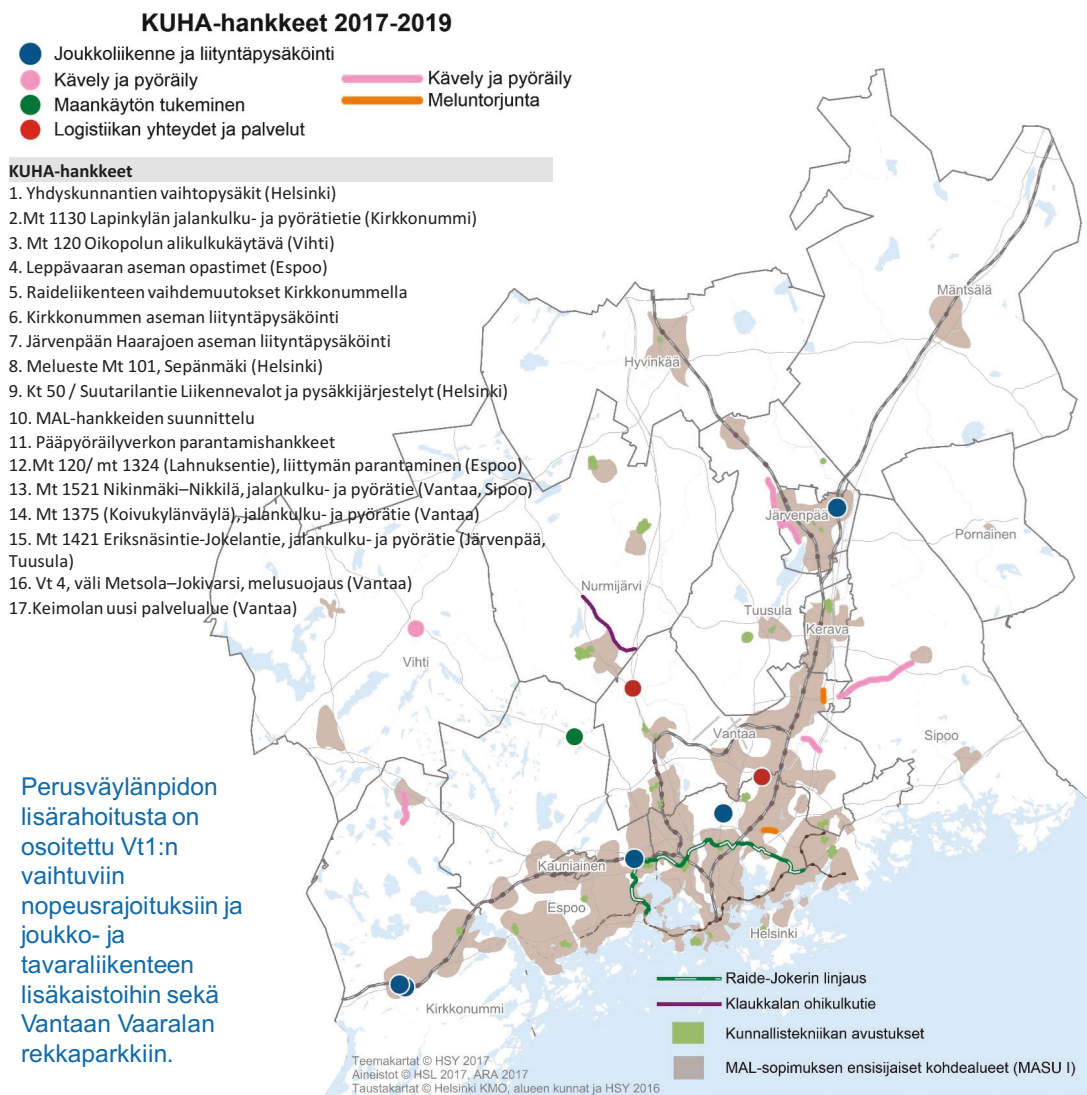 KUHA-hankkeet 2017-2019
Joukkoliikenne ja liityntäpysäköinti
Kävely ja pyöräily
Maankäytön tukeminen
Logistiikan yhteydet ja palvelut
Kävely ja pyöräily
Meluntorjunta
KUHA-hankkeet
1. Yhdyskunnantien vaihtopysäkit (Helsinki)
2.Mt 1130 Lapinkylän jalankulku- ja pyörätietie (Kirkkonummi)
3. Mt 120 Oikopolun alikulkukäytävä (Vihti)
4. Leppävaaran aseman opastimet (Espoo)
5. Raideliikenteen vaihdemuutokset Kirkkonummella
6. Kirkkonummen aseman liityntäpysäköinti
7. Järvenpään Haarajoen aseman liityntäpysäköinti
8. Melueste Mt 101, Sepänmäki (Helsinki)
9. Kt 50 / Suutarilantie Liikennevalot ja pysäkkijärjestelyt (Helsinki)
10. MAL-hankkeiden suunnittelu
11. Pääpyöräilyverkon parantamishankkeet
12.Mt 120/ mt 1324 (Lahnuksentie), liittymän parantaminen (Espoo)
13. Mt 1521 Nikinmäki–Nikkilä, jalankulku- ja pyörätie (Vantaa, Sipoo)
14. Mt 1375 (Koivukylänväylä), jalankulku- ja pyörätie (Vantaa)
15. Mt 1421 Eriksnäsintie-Jokelantie, jalankulku- ja pyörätie (Järvenpää,
Tuusula)
16. Vt 4, väli Metsola–Jokivarsi, melusuojaus (Vantaa)
17.Keimolan uusi palvelualue (Vantaa)
Mäntsälä
Hyvinkää
Järvenpää
Pornainen
Nurmijärvi
Tuusula
Kerava
Vihti
Vantaa
Sipoo
Kauniainen
Espoo
Helsinki
Kirkkonummi
Perusväylänpidon
lisärahoitusta on
osoitettu Vt1:n
vaihtuviin
nopeusrajoituksiin ja
joukko- ja
tavaraliikenteen
lisäkaistoihin sekä
Vantaan Vaaralan
rekkaparkkiin.
Raide-Jokerin linjaus
Klaukkalan ohikulkutie
Kunnallistekniikan avustukset
MAL-sopimuksen ensisijaiset kohdealueet (MASU I)
Teemakartat © HSY 2017
Aineistot © HSL 2017, ARA 2017
Taustakartat © Helsinki KMO, alueen kunnat ja HSY 2016